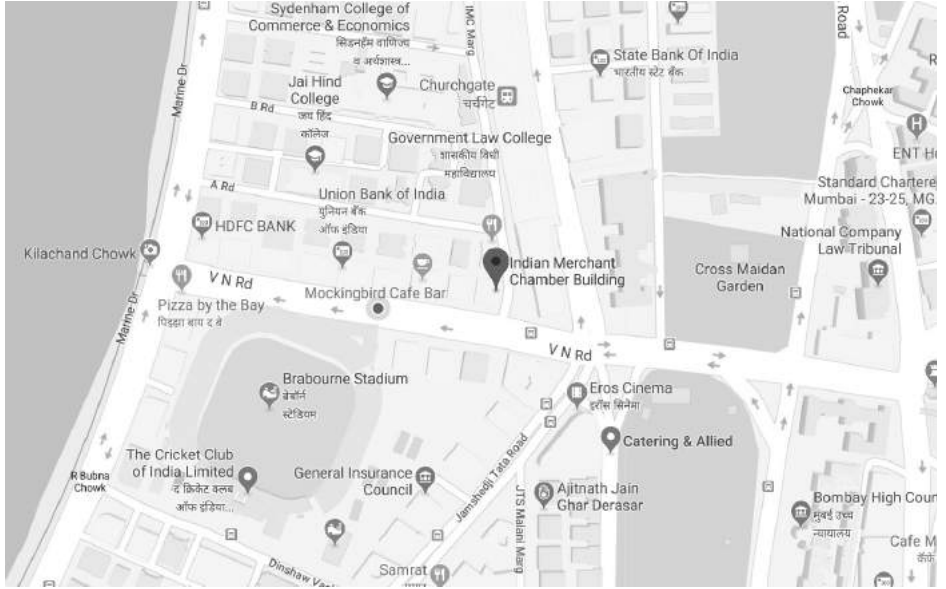 Sydenham College of
Commerce & Economics
सिडनहॅम वाणिज्य
व अर्थशास्त्र...
IMC Marg
Road
Marine Dr
State Bank Of India
भारतीय स्टेट बँक
Jai Hind
College
जय हिंद
कॉलेज
Churchgate
चर्चगेट
Chaphekar
Chowk
B Rd
Government Law College
शासकीय विधी
महाविद्यालय
ENT Ho
A Rd
Union Bank of India
युनियन बँक
ऑफ इंडिया
Standard Chartere
Mumbai - 23-25, MG
HDFC BANK
National Company
Law Tribunal
Kilachand Chowk
Indian Merchant
Chamber Building
Cross Maidan
Garden
V N Rd
Mockingbird Cafe Bar
Pizza by the Bay
पिझ्झा बाय द बे
Marine Dr
V N Rd
Brabourne Stadium
ब्रेबॉर्न
स्टेडियम
Eros Cinema
इरॉस सिनेमा
Catering & Allied
The Cricket Club
of India Limited
द क्रिकेट क्लब
ऑफ इंडिया...
R Bubna
Chowk
General Insurance
Council
Jamshedji Tata Road
JTS Malani Marg
Ajitnath Jain
Ghar Derasar
Bombay High Cour
मुंबई उच्च
न्यायालय
Cafe M
Dinshaw
Samrat